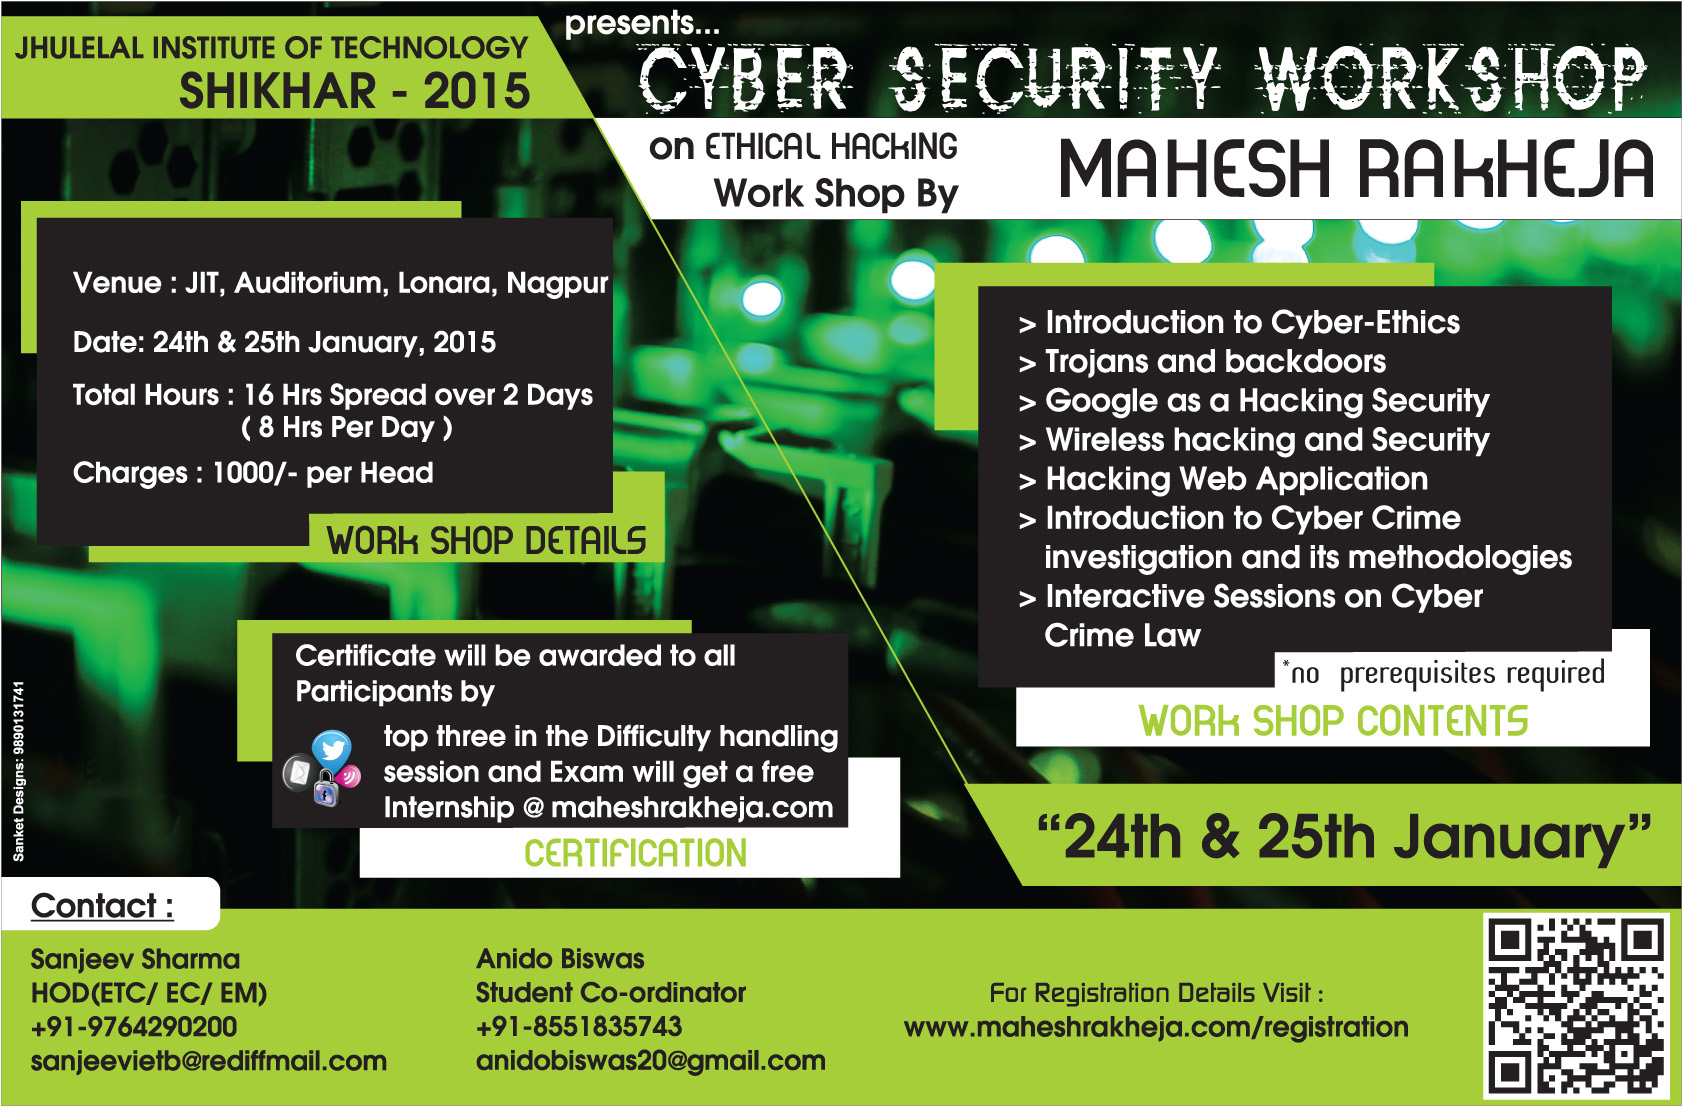 JHULELAL INSTITUTE OF TECHNOLOGY
SHIKHAR - 2015
presents...
CYBER SECURITY WORKSHOP
on ETHICAL HACKING
Work Shop By
MAHESH RAKHEJA
Venue : JIT, Auditorium, Lonara, Nagpur
Date: 24th & 25th January, 2015
Total Hours : 16 Hrs Spread over 2 Days
( 8 Hrs Per Day )
Charges : 1000/- per Head
WORK SHOP DETAILS
> Introduction to Cyber-Ethics
> Trojans and backdoors
> Google as a Hacking Security
> Wireless hacking and Security
> Hacking Web Application
> Introduction to Cyber Crime
investigation and its methodologies
> Interactive Sessions on Cyber
Crime Law
*no prerequisites required
WORK SHOP CONTENTS
Certificate will be awarded to all
Participants by
top three in the Difficulty handling
session and Exam will get a free
Internship @ maheshrakheja.com
CERTIFICATION
"24th & 25th January"
Sanket Designs: 9890131741
Contact :
Sanjeev Sharma
HOD(ETC/ EC/ EM)
+91-9764290200
sanjeevietb@rediffmail.com
Anido Biswas
Student Co-ordinator
+91-8551835743
anidobiswas20@gmail.com
For Registration Details Visit :
www.maheshrakheja.com/registration